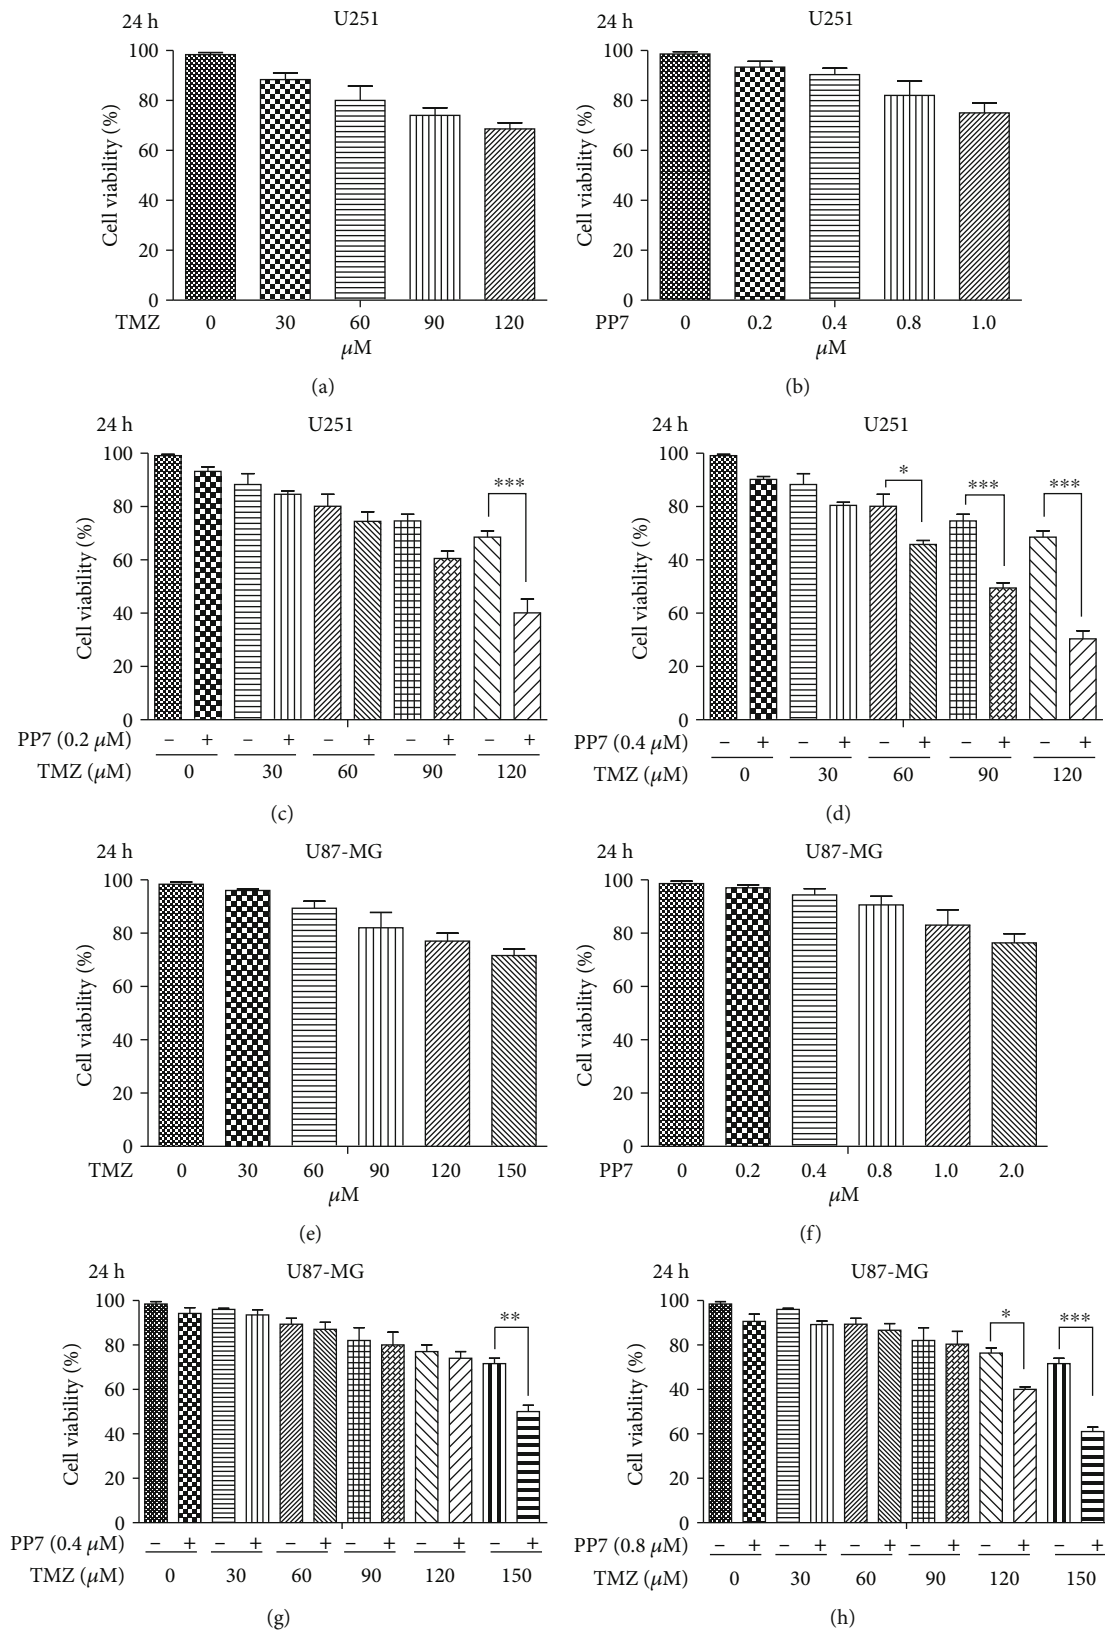 24 h
U251
100
80
60
40
20
0
Cell viability (%)
TMZ 0 30 60 90 120
μM
(a)
24 h
U251
100
80
60
40
20
0
Cell viability (%)
PP7 0 0.2 0.4 0.8 1.0
μM
(b)
24 h
U251
100
80
60
40
20
0
Cell viability (%)
***
PP7 (0.2 μM) – + – + – + – + – +
TMZ (μM) 0 30 60 90 120
(c)
24 h
U251
100
80
40
60
20
0
Cell viability (%)
* *** ***
PP7 (0.4 μM) – + – + – + – + – +
TMZ (μM) 0 30 60 90 120
(d)
24 h
U87-MG
100
80
60
40
20
0
Cell viability (%)
TMZ 0 30 60 90 120 150
μM
(e)
24 h
U87-MG
100
80
60
40
20
0
Cell viability (%)
PP7 0 0.2 0.4 0.8 1.0 2.0
μM
(f)
24 h
U87-MG
100
80
60
40
20
0
Cell viability (%)
**
PP7 (0.4 μM) – + – + – + – + – + – +
TMZ (μM) 0 30 60 90 120 150
(g)
24 h
U87-MG
100
80
40
60
20
0
Cell viability (%)
* ***
PP7 (0.8 μM) – + – + – + – + – + – +
TMZ (μM) 0 30 60 90 120 150
(h)